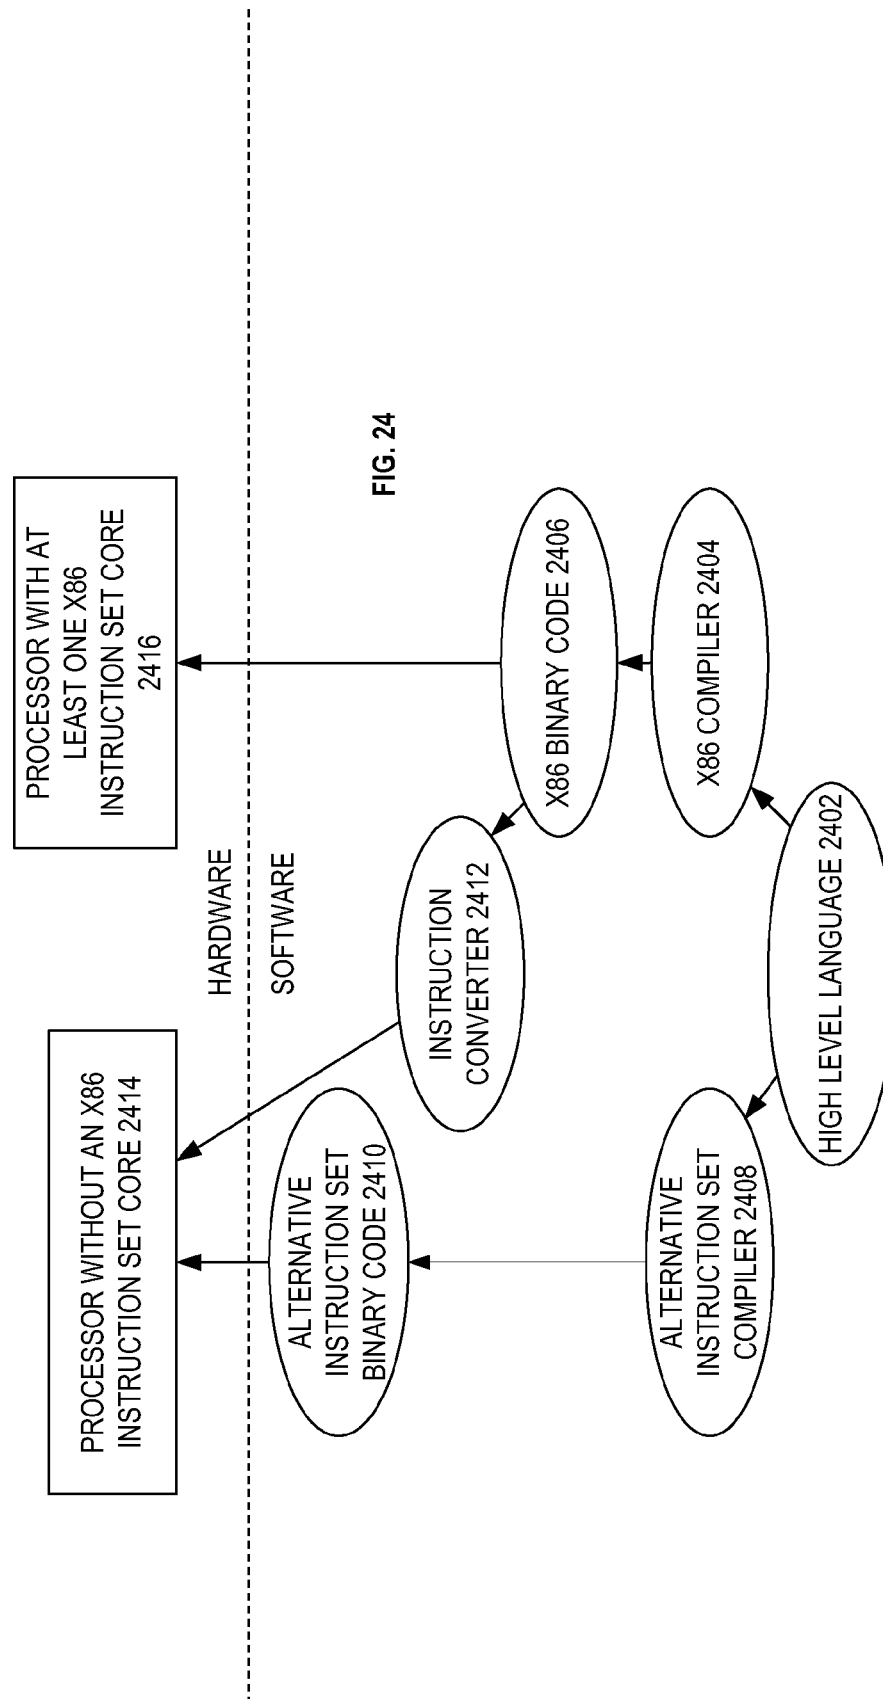 PROCESSOR WITHOUT AN X86
INSTRUCTION SET CORE 2414
PROCESSOR WITH AT
LEAST ONE X86
INSTRUCTION SET CORE
2416
HARDWARE
SOFTWARE
ALTERNATIVE
INSTRUCTION SET
BINARY CODE 2410
INSTRUCTION
CONVERTER 2412
FIG. 24
X86 BINARY CODE 2406
ALTERNATIVE
INSTRUCTION SET
COMPILER 2408
X86 COMPILER 2404
HIGH LEVEL LANGUAGE 2402